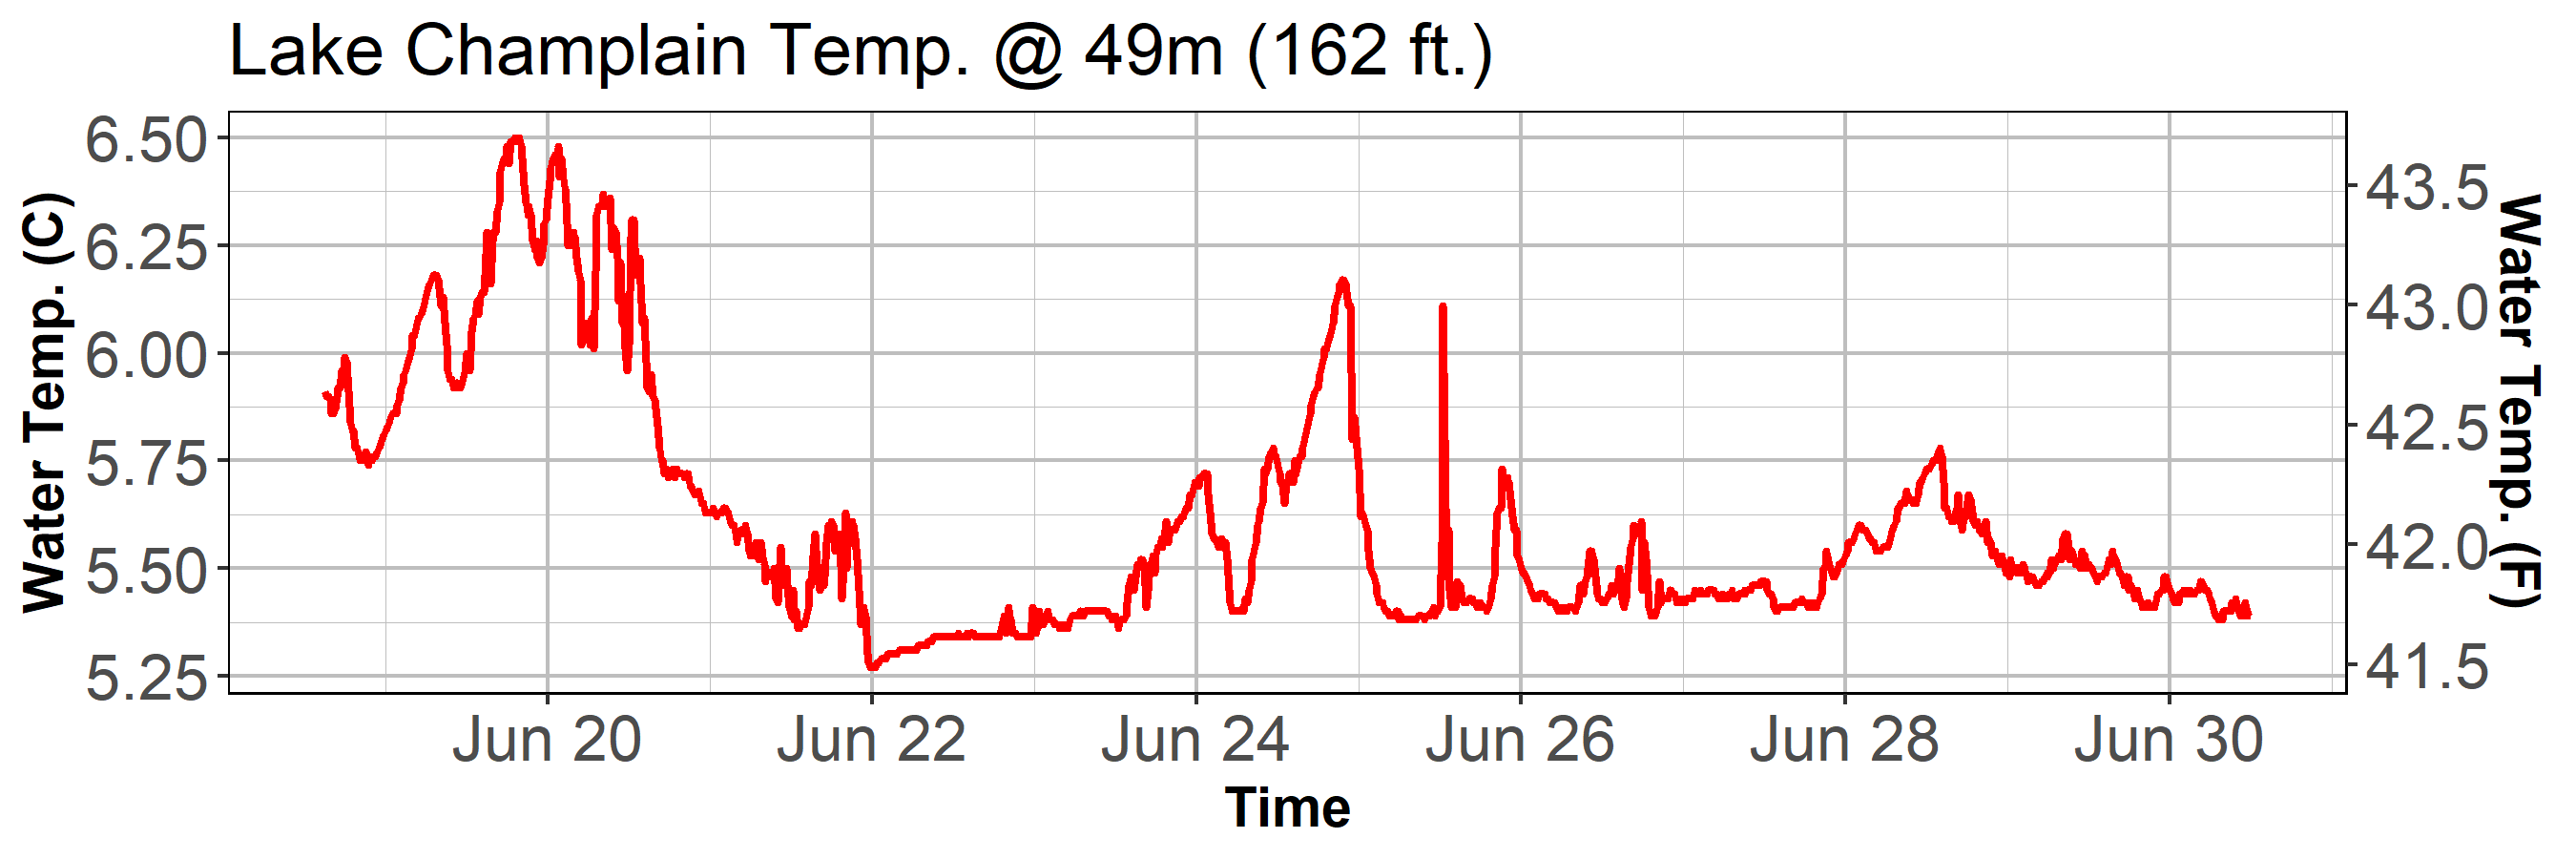 Lake Champlain Temp. @ 49m (162 ft.)
Water Temp. (C)
6.50
6.25
6.00
5.75
5.50
5.25
43.5
43.0
42.5
42.0
41.5
Water Temp. (F)
Jun 20 Jun 22 Jun 24 Jun 26 Jun 28 Jun 30
Time